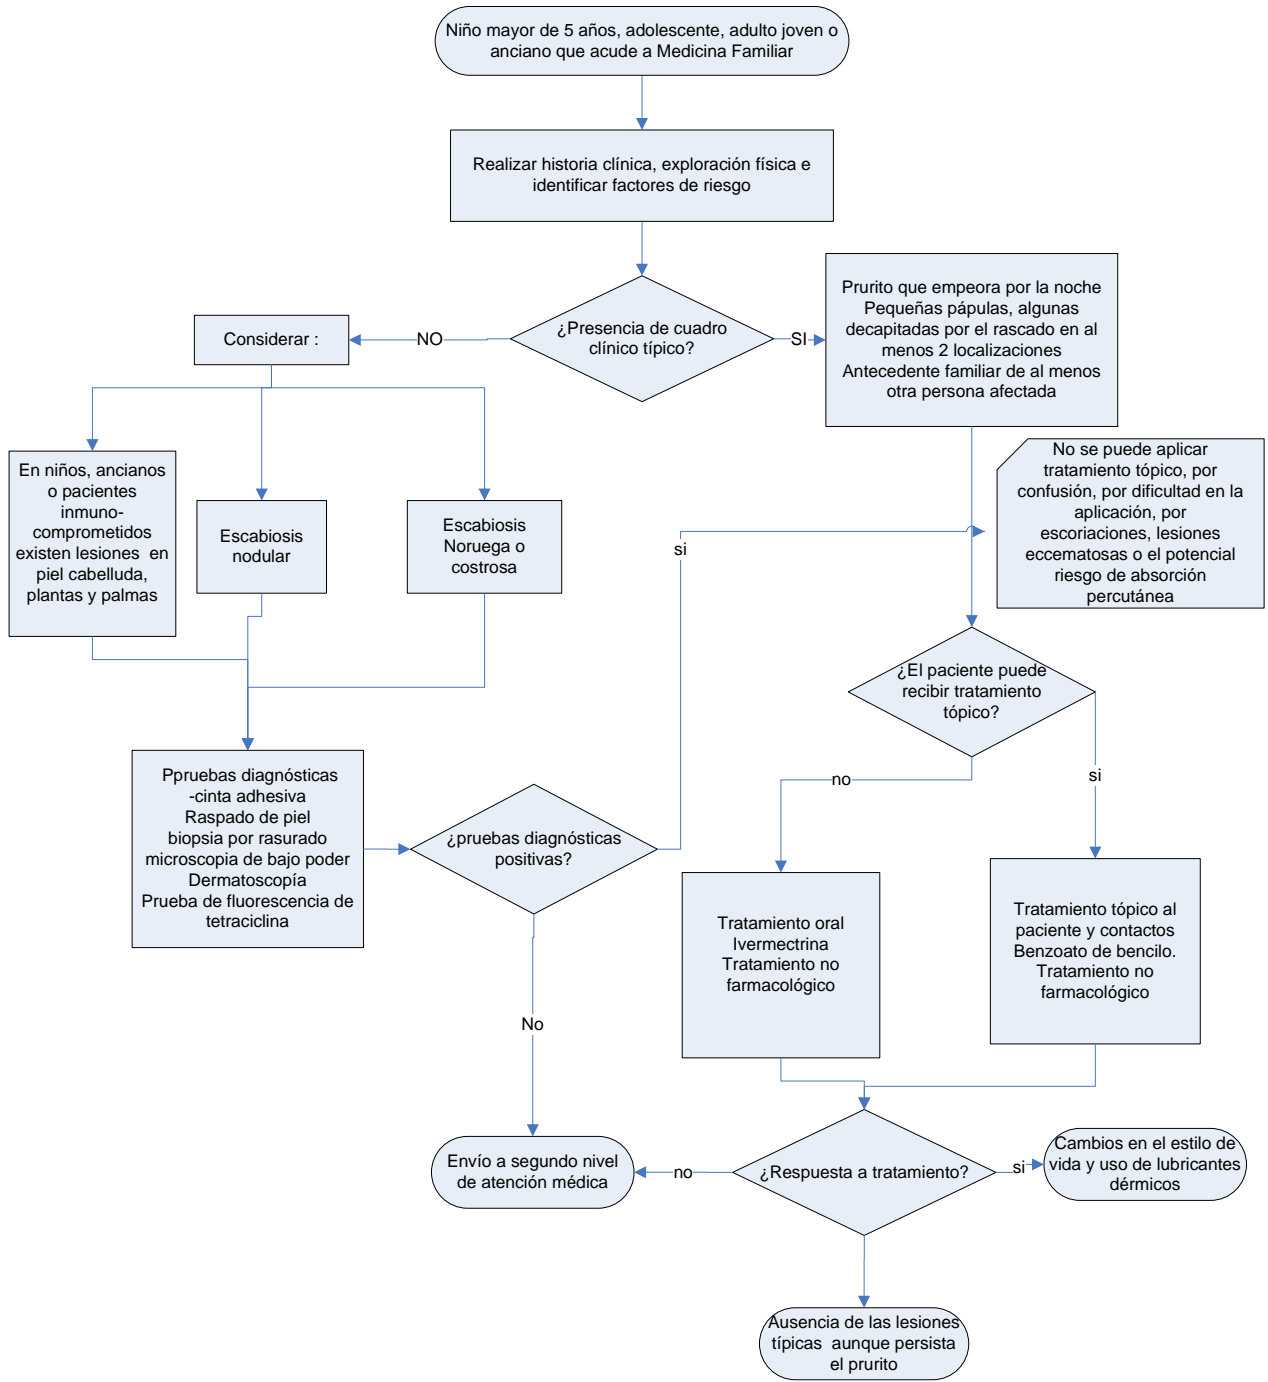 Niño mayor de 5 años, adolescente, adulto joven o
anciano que acude a Medicina Familiar
Realizar historia clínica, exploración física e
identificar factores de riesgo
¿Presencia de cuadro
clínico típico?
NO
SI
Considerar :
Prurito que empeora por la noche
Pequeñas pápulas, algunas
decapitadas por el rascado en al
menos 2 localizaciones
Antecedente familiar de al menos
otra persona afectada
En niños, ancianos
o pacientes
inmuno-
comprometidos
existen lesiones en
piel cabelluda,
plantas y palmas
Escabiosis
nodular
Escabiosis
Noruega o
costrosa
No se puede aplicar
tratamiento tópico, por
confusión, por dificultad en la
aplicación, por
escoriaciones, lesiones
eccematosas o el potencial
riesgo de absorción
percutánea
si
¿El paciente puede
recibir tratamiento
tópico?
no
si
Ppruebas diagnósticas
-cinta adhesiva
Raspado de piel
biopsia por rasurado
microscopia de bajo poder
Dermatoscopía
Prueba de fluorescencia de
tetraciclina
¿pruebas diagnósticas
positivas?
No
Tratamiento oral
Ivermectrina
Tratamiento no
farmacológico
Tratamiento tópico al
paciente y contactos
Benzoato de bencilo.
Tratamiento no
farmacológico
Envío a segundo nivel
de atención médica
no
¿Respuesta a tratamiento?
si
Cambios en el estilo de
vida y uso de lubricantes
dérmicos
Ausencia de las lesiones
típicas aunque persista
el prurito